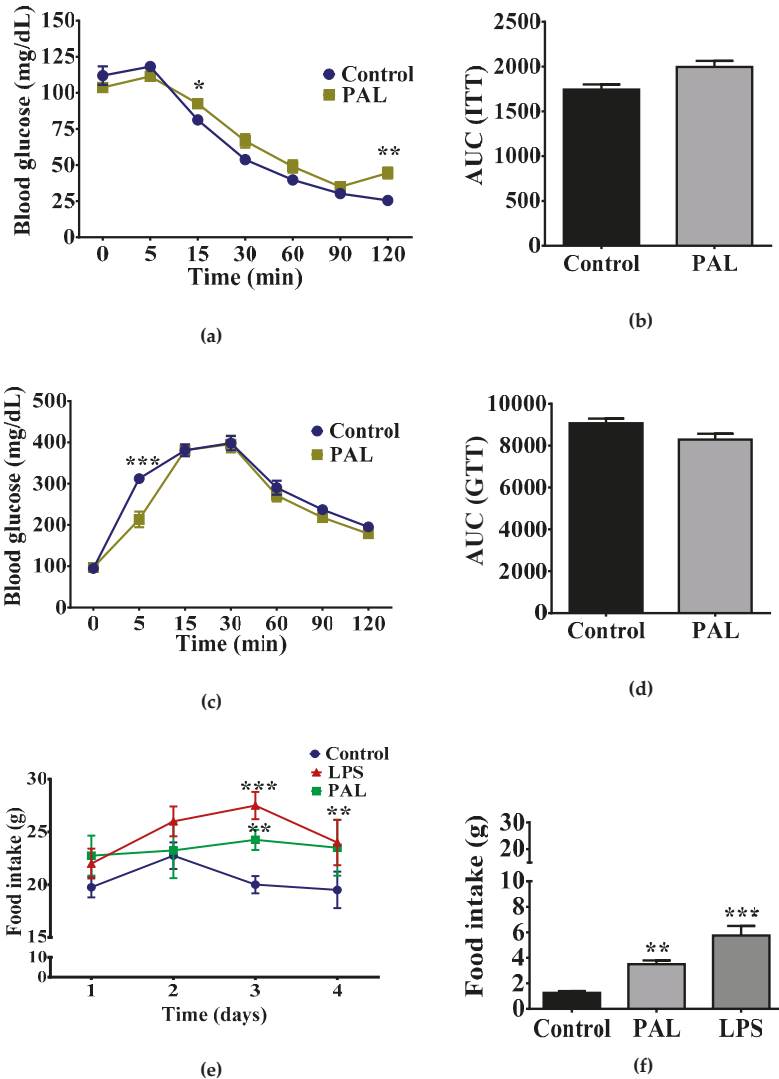 Blood glucose (mg/dL)
150
125
100
75
50
25
0
*
**
Control
PAL
0 5 15 30 60 90 120
Time (min)
(a)
AUC (ITT)
2500
2000
1500
1000
500
0
Control PAL
(b)
Blood glucose (mg/dL)
500
400
300
200
100
0
***
Control
PAL
0 5 15 30 60 90 120
Time (min)
(c)
AUC (GTT)
10000
8000
6000
4000
2000
0
Control PAL
(d)
Control
LPS
PAL
Food intake (g)
30
25
20
15
10
0
***
**
**
1 2 3 4
Time (days)
(e)
Food intake (g)
30
20
8
6
4
2
0
**
***
Control PAL LPS
(f)